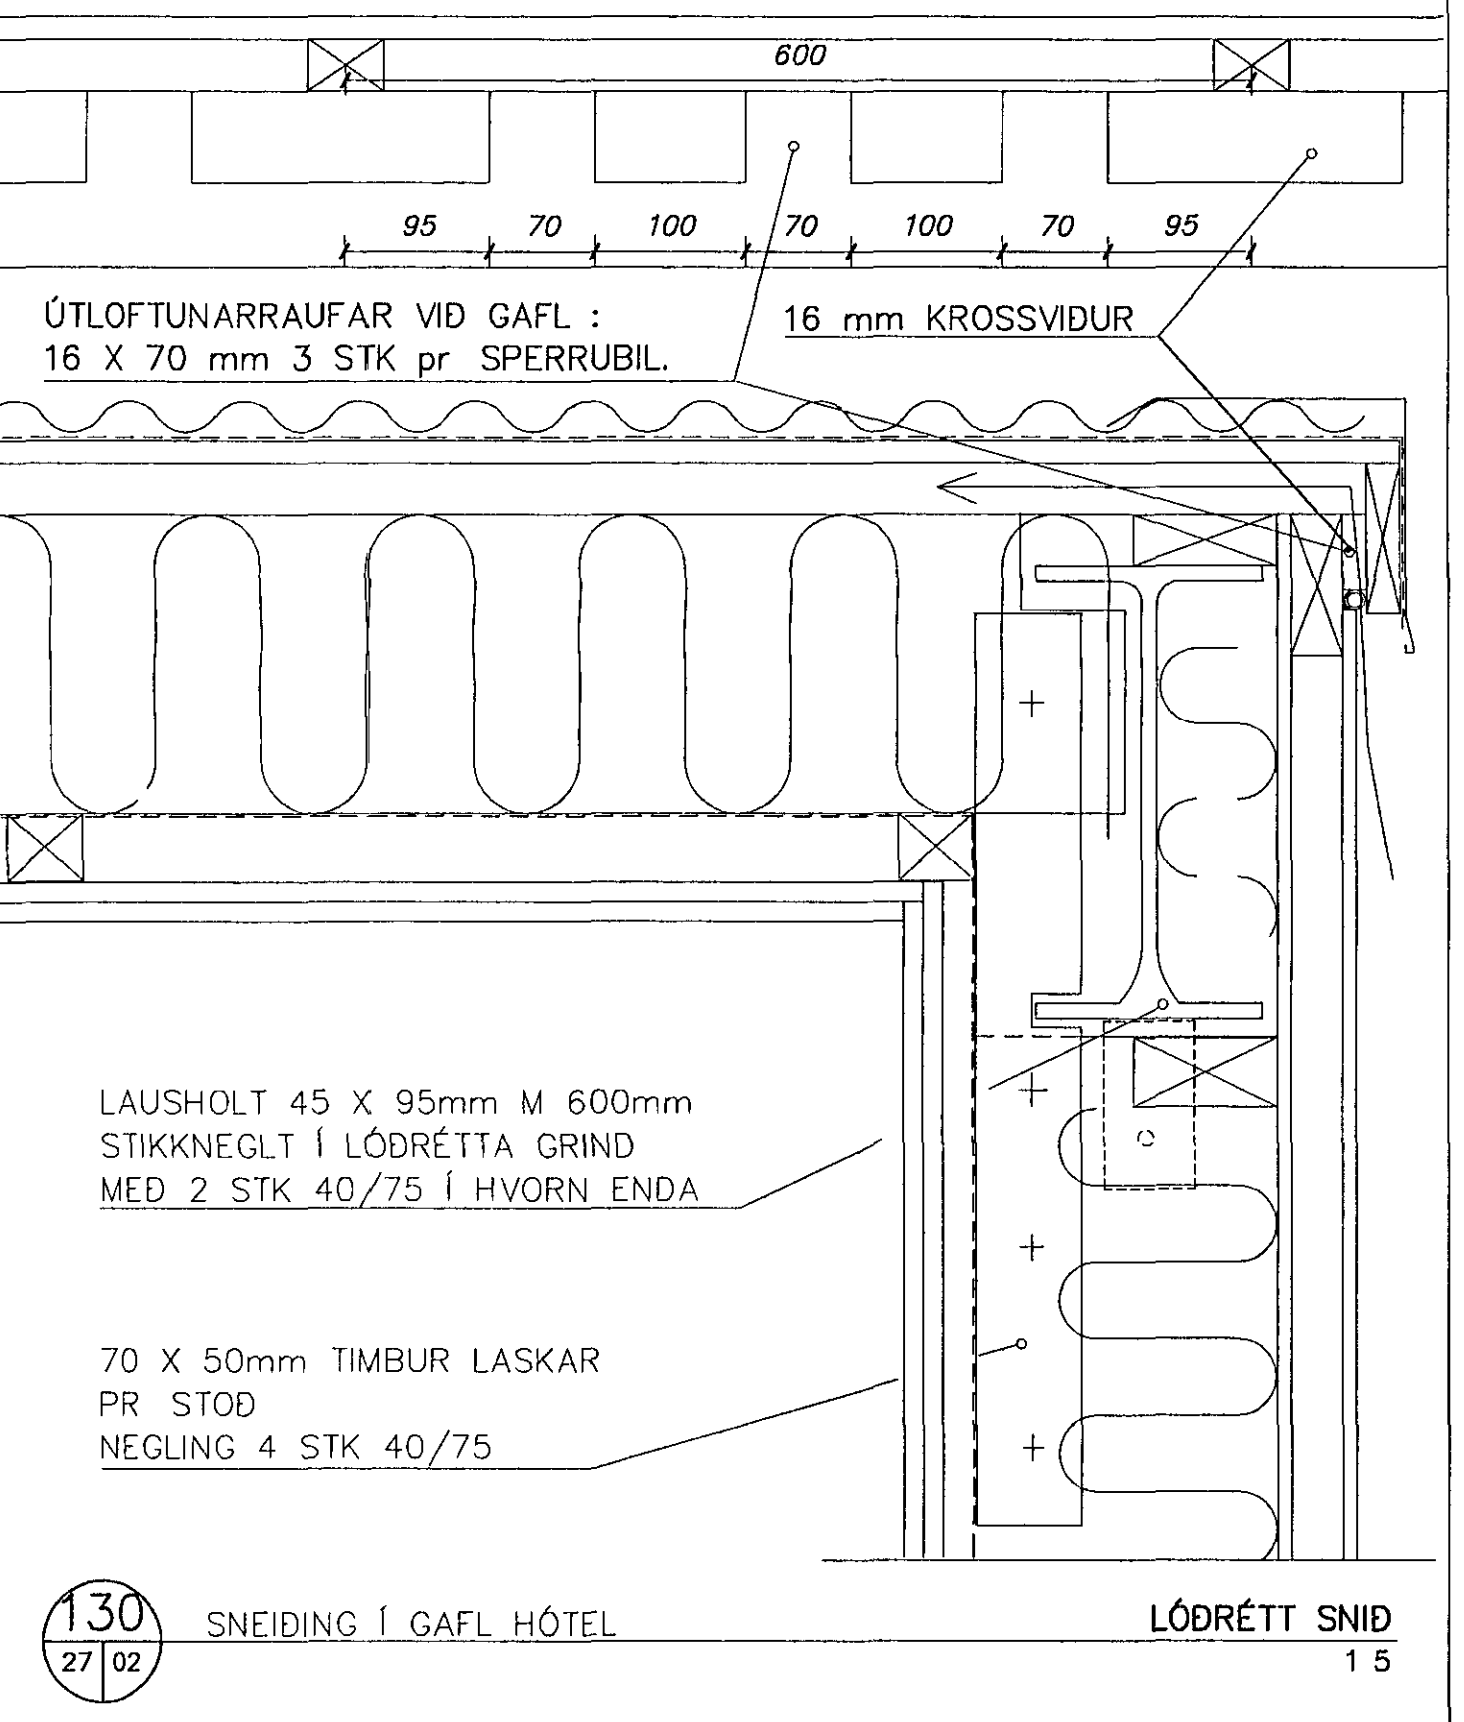 600
95 70 100 70 100 70 95
ÚTLOFTUNARRAUFAR VIÐ GAFL :
16 X 70 mm 3 STK pr SPERRUBIL.
16 mm KROSSVIÐUR
LAUSHOLT 45 X 95mm M 600mm
STIKKNEGLT Í LÓÐRÉTTA GRIND
MEÐ 2 STK 40/75 Í HVORN ENDA
70 X 50mm TIMBUR LASKAR
PR STOÐ
NEGLING 4 STK 40/75
130
27 02
SNEIÐING Í GAFL HÓTEL
LÓÐRÉTT SNIÐ
1 5